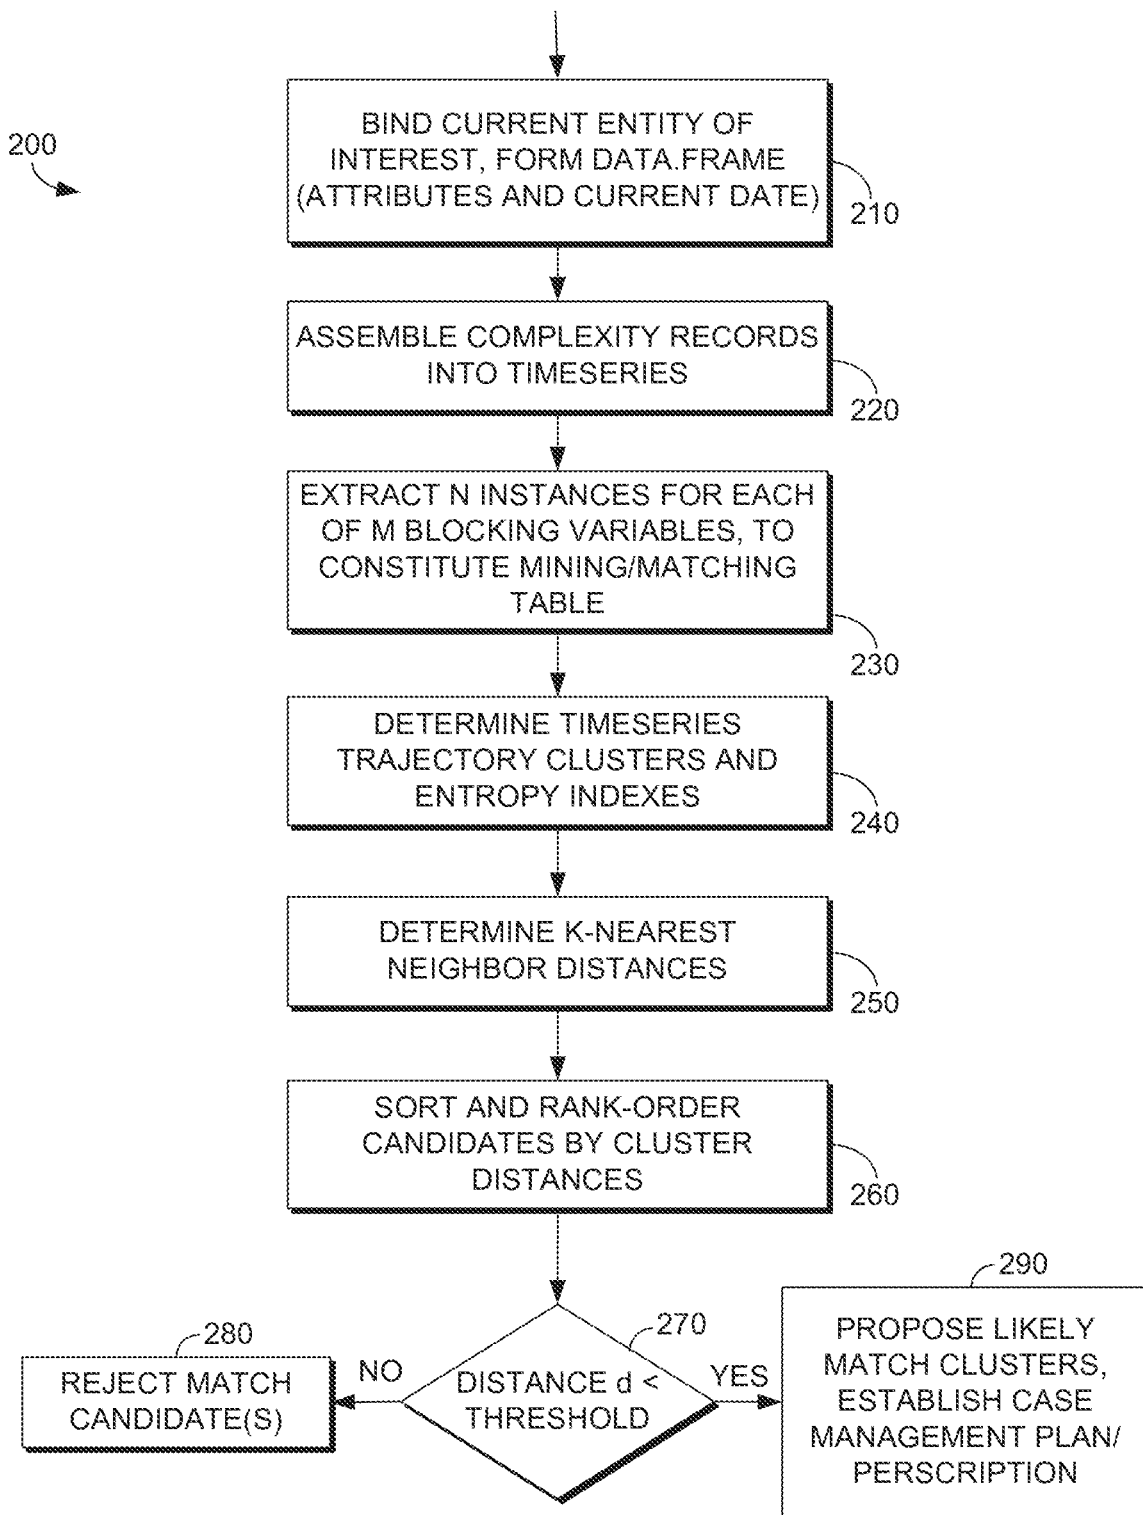 200
BIND CURRENT ENTITY OF
INTEREST, FORM DATA.FRAME
(ATTRIBUTES AND CURRENT DATE)
210
ASSEMBLE COMPLEXITY RECORDS
INTO TIMESERIES
220
EXTRACT N INSTANCES FOR EACH
OF M BLOCKING VARIABLES, TO
CONSTITUTE MINING/MATCHING
TABLE
230
DETERMINE TIMESERIES
TRAJECTORY CLUSTERS AND
ENTROPY INDEXES
240
DETERMINE K-NEAREST
NEIGHBOR DISTANCES
250
SORT AND RANK-ORDER
CANDIDATES BY CLUSTER
DISTANCES
260
270
DISTANCE d <
THRESHOLD
NO
280
REJECT MATCH
CANDIDATE(S)
YES
290
PROPOSE LIKELY
MATCH CLUSTERS,
ESTABLISH CASE
MANAGEMENT PLAN/
PERSCRIPTION